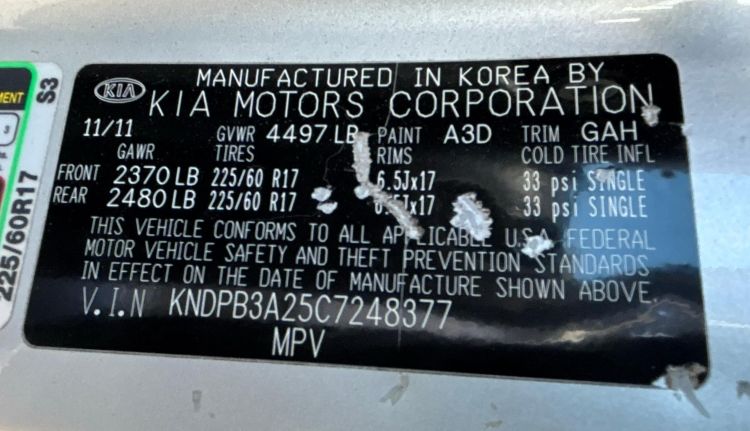 MENT
S3
225/60R17
KIA
MANUFACTURED IN KOREA BY
KIA MOTORS CORPORATION
11/11 GVWR 4497 LB PAINT A3D TRIM GAH
GAWR TIRES RIMS COLD TIRE INFL
FRONT 2370 LB 225/60 R17 6.5Jx17 33 psi SINGLE
REAR 2480 LB 225/60 R17 6.5Jx17 33 psi SINGLE
THIS VEHICLE CONFORMS TO ALL APPLICABLE U.S.A. FEDERAL
MOTOR VEHICLE SAFETY AND THEFT PREVENTION STANDARDS
IN EFFECT ON THE DATE OF MANUFACTURE SHOWN ABOVE.
V.I.N KNDPB3A25C7248377
MPV